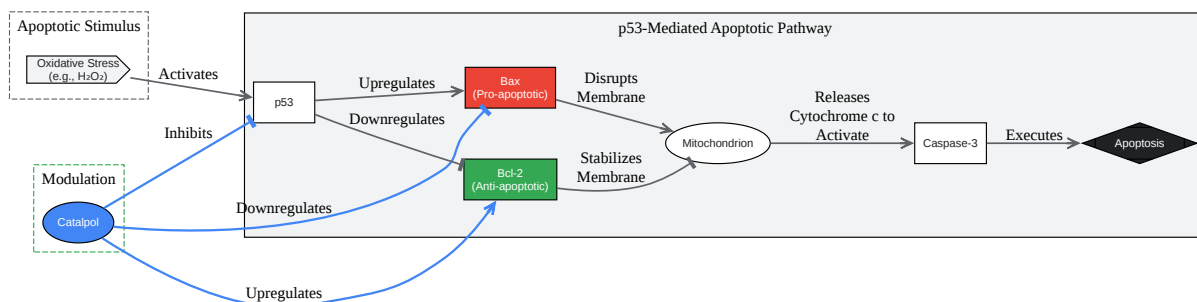 Apoptotic Stimulus
Oxidative Stress
(e.g., H₂O₂)
Activates
p53-Mediated Apoptotic Pathway
p53
Upregulates
Downregulates
Bax
(Pro-apoptotic)
Bcl-2
(Anti-apoptotic)
Disrupts
Membrane
Stabilizes
Membrane
Mitochondrion
Releases
Cytochrome c to
Activate
Caspase-3
Executes
Apoptosis
Inhibits
Modulation
Catalpol
Downregulates
Upregulates